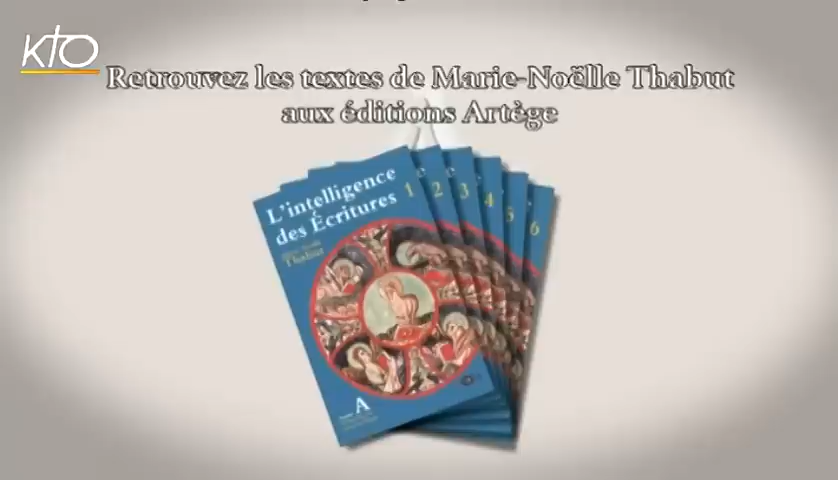 KTO
Retrouvez les textes de Marie-Noëlle Thabut
aux éditions Artège
L'intelligence
des Écritures
Thabut
1
2
3
4
5
6
A